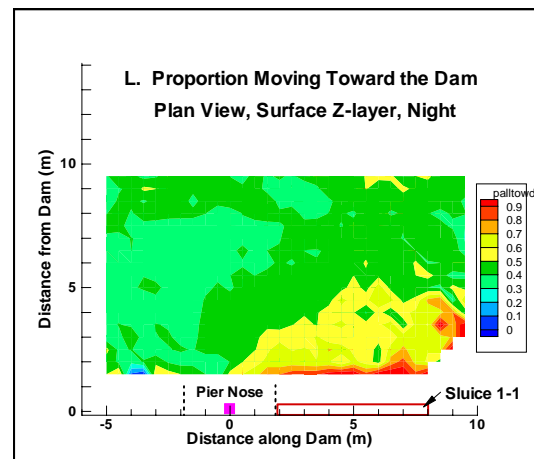 L. Proportion Moving Toward the Dam
Plan View, Surface Z-layer, Night
Distance from Dam (m)
10
5
0
palltowd
0.9
0.8
0.7
0.6
0.5
0.4
0.3
0.2
0.1
0
Pier Nose
Sluice 1-1
-5
0
5
10
Distance along Dam (m)